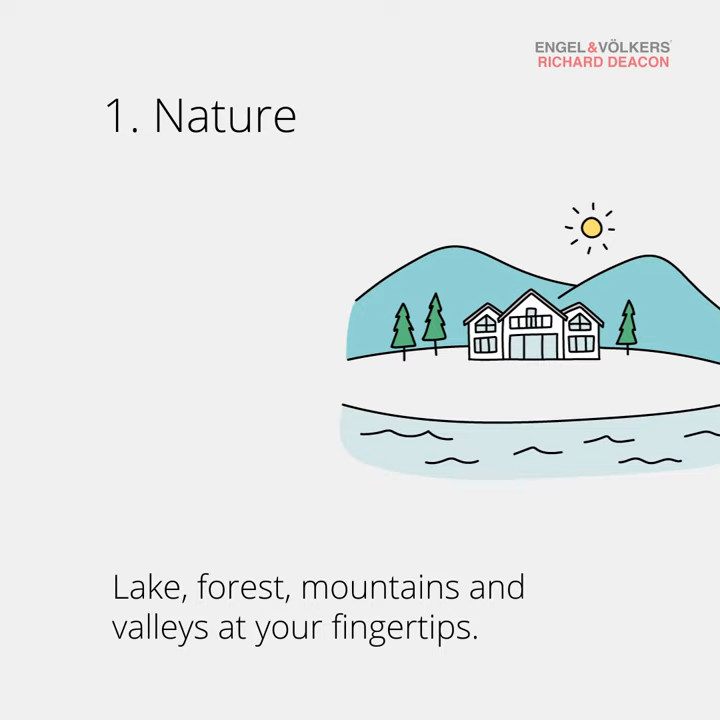 ENGEL&VÖLKERS
RICHARD DEACON
1. Nature
Lake, forest, mountains and
valleys at your fingertips.